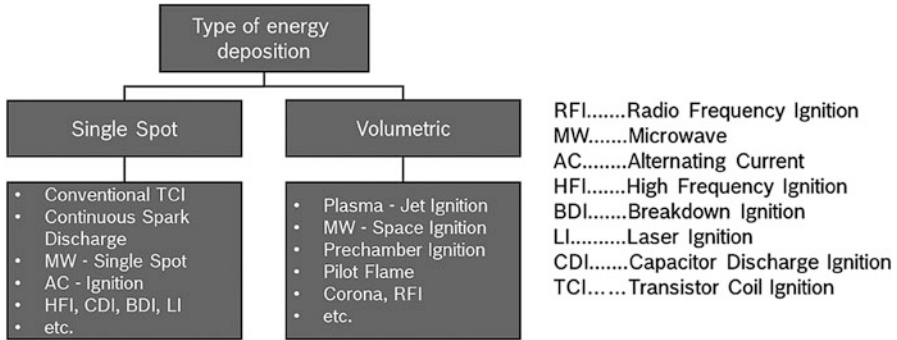 Type of energy
deposition
Single Spot
Volumetric
• Conventional TCI
• Continuous Spark
Discharge
• MW - Single Spot
• AC - Ignition
• HFI, CDI, BDI, LI
• etc.
• Plasma - Jet Ignition
• MW - Space Ignition
• Prechamber Ignition
• Pilot Flame
• Corona, RFI
• etc.
RFI.......Radio Frequency Ignition
MW.......Microwave
AC........Alternating Current
HFI.......High Frequency Ignition
BDI.......Breakdown Ignition
LI..........Laser Ignition
CDI.......Capacitor Discharge Ignition
TCI......Transistor Coil Ignition